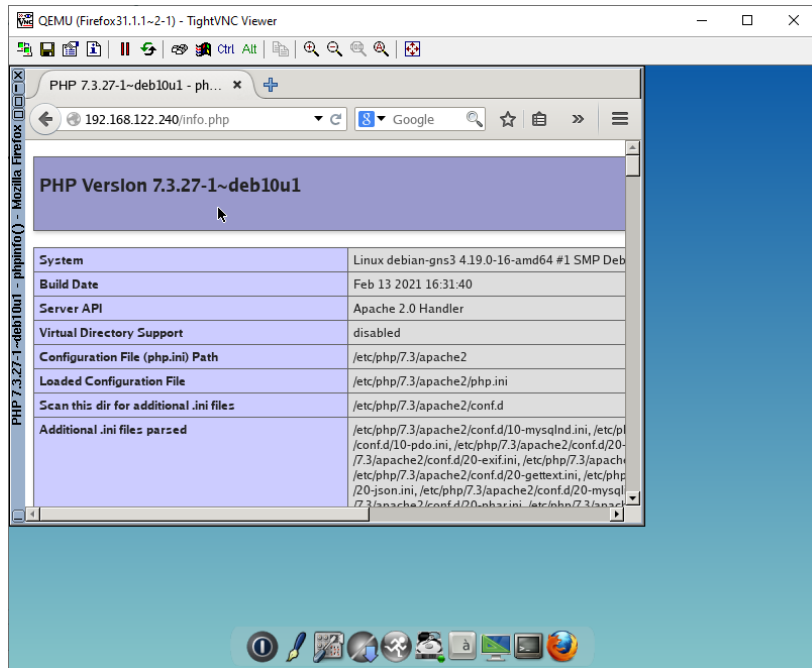 QEMU (Firefox31.1.1~2-1) - TightVNC Viewer
Ctrl Alt
PHP 7.3.27-1~deb10u1 - phpinfo() - Mozilla Firefox
PHP 7.3.27-1~deb10u1 - ph...
192.168.122.240/info.php
Google
PHP Version 7.3.27-1~deb10u1
System Linux debian-gns3 4.19.0-16-amd64 #1 SMP Deb
Build Date Feb 13 2021 16:31:40
Server API Apache 2.0 Handler
Virtual Directory Support disabled
Configuration File (php.ini) Path /etc/php/7.3/apache2
Loaded Configuration File /etc/php/7.3/apache2/php.ini
Scan this dir for additional .ini files /etc/php/7.3/apache2/conf.d
Additional .ini files parsed /etc/php/7.3/apache2/conf.d/10-mysqlnd.ini,
/conf.d/10-pdo.ini, /etc/php/7.3/apache2/conf.d/20-
/7.3/apache2/conf.d/20-exif.ini,
/etc/php/7.3/apache2/conf.d/20-gettext.ini, /etc/php
/20-json.ini, /etc/php/7.3/apache2/conf.d/20-mysql
/7.3/apache2/conf.d/20-phar.ini,